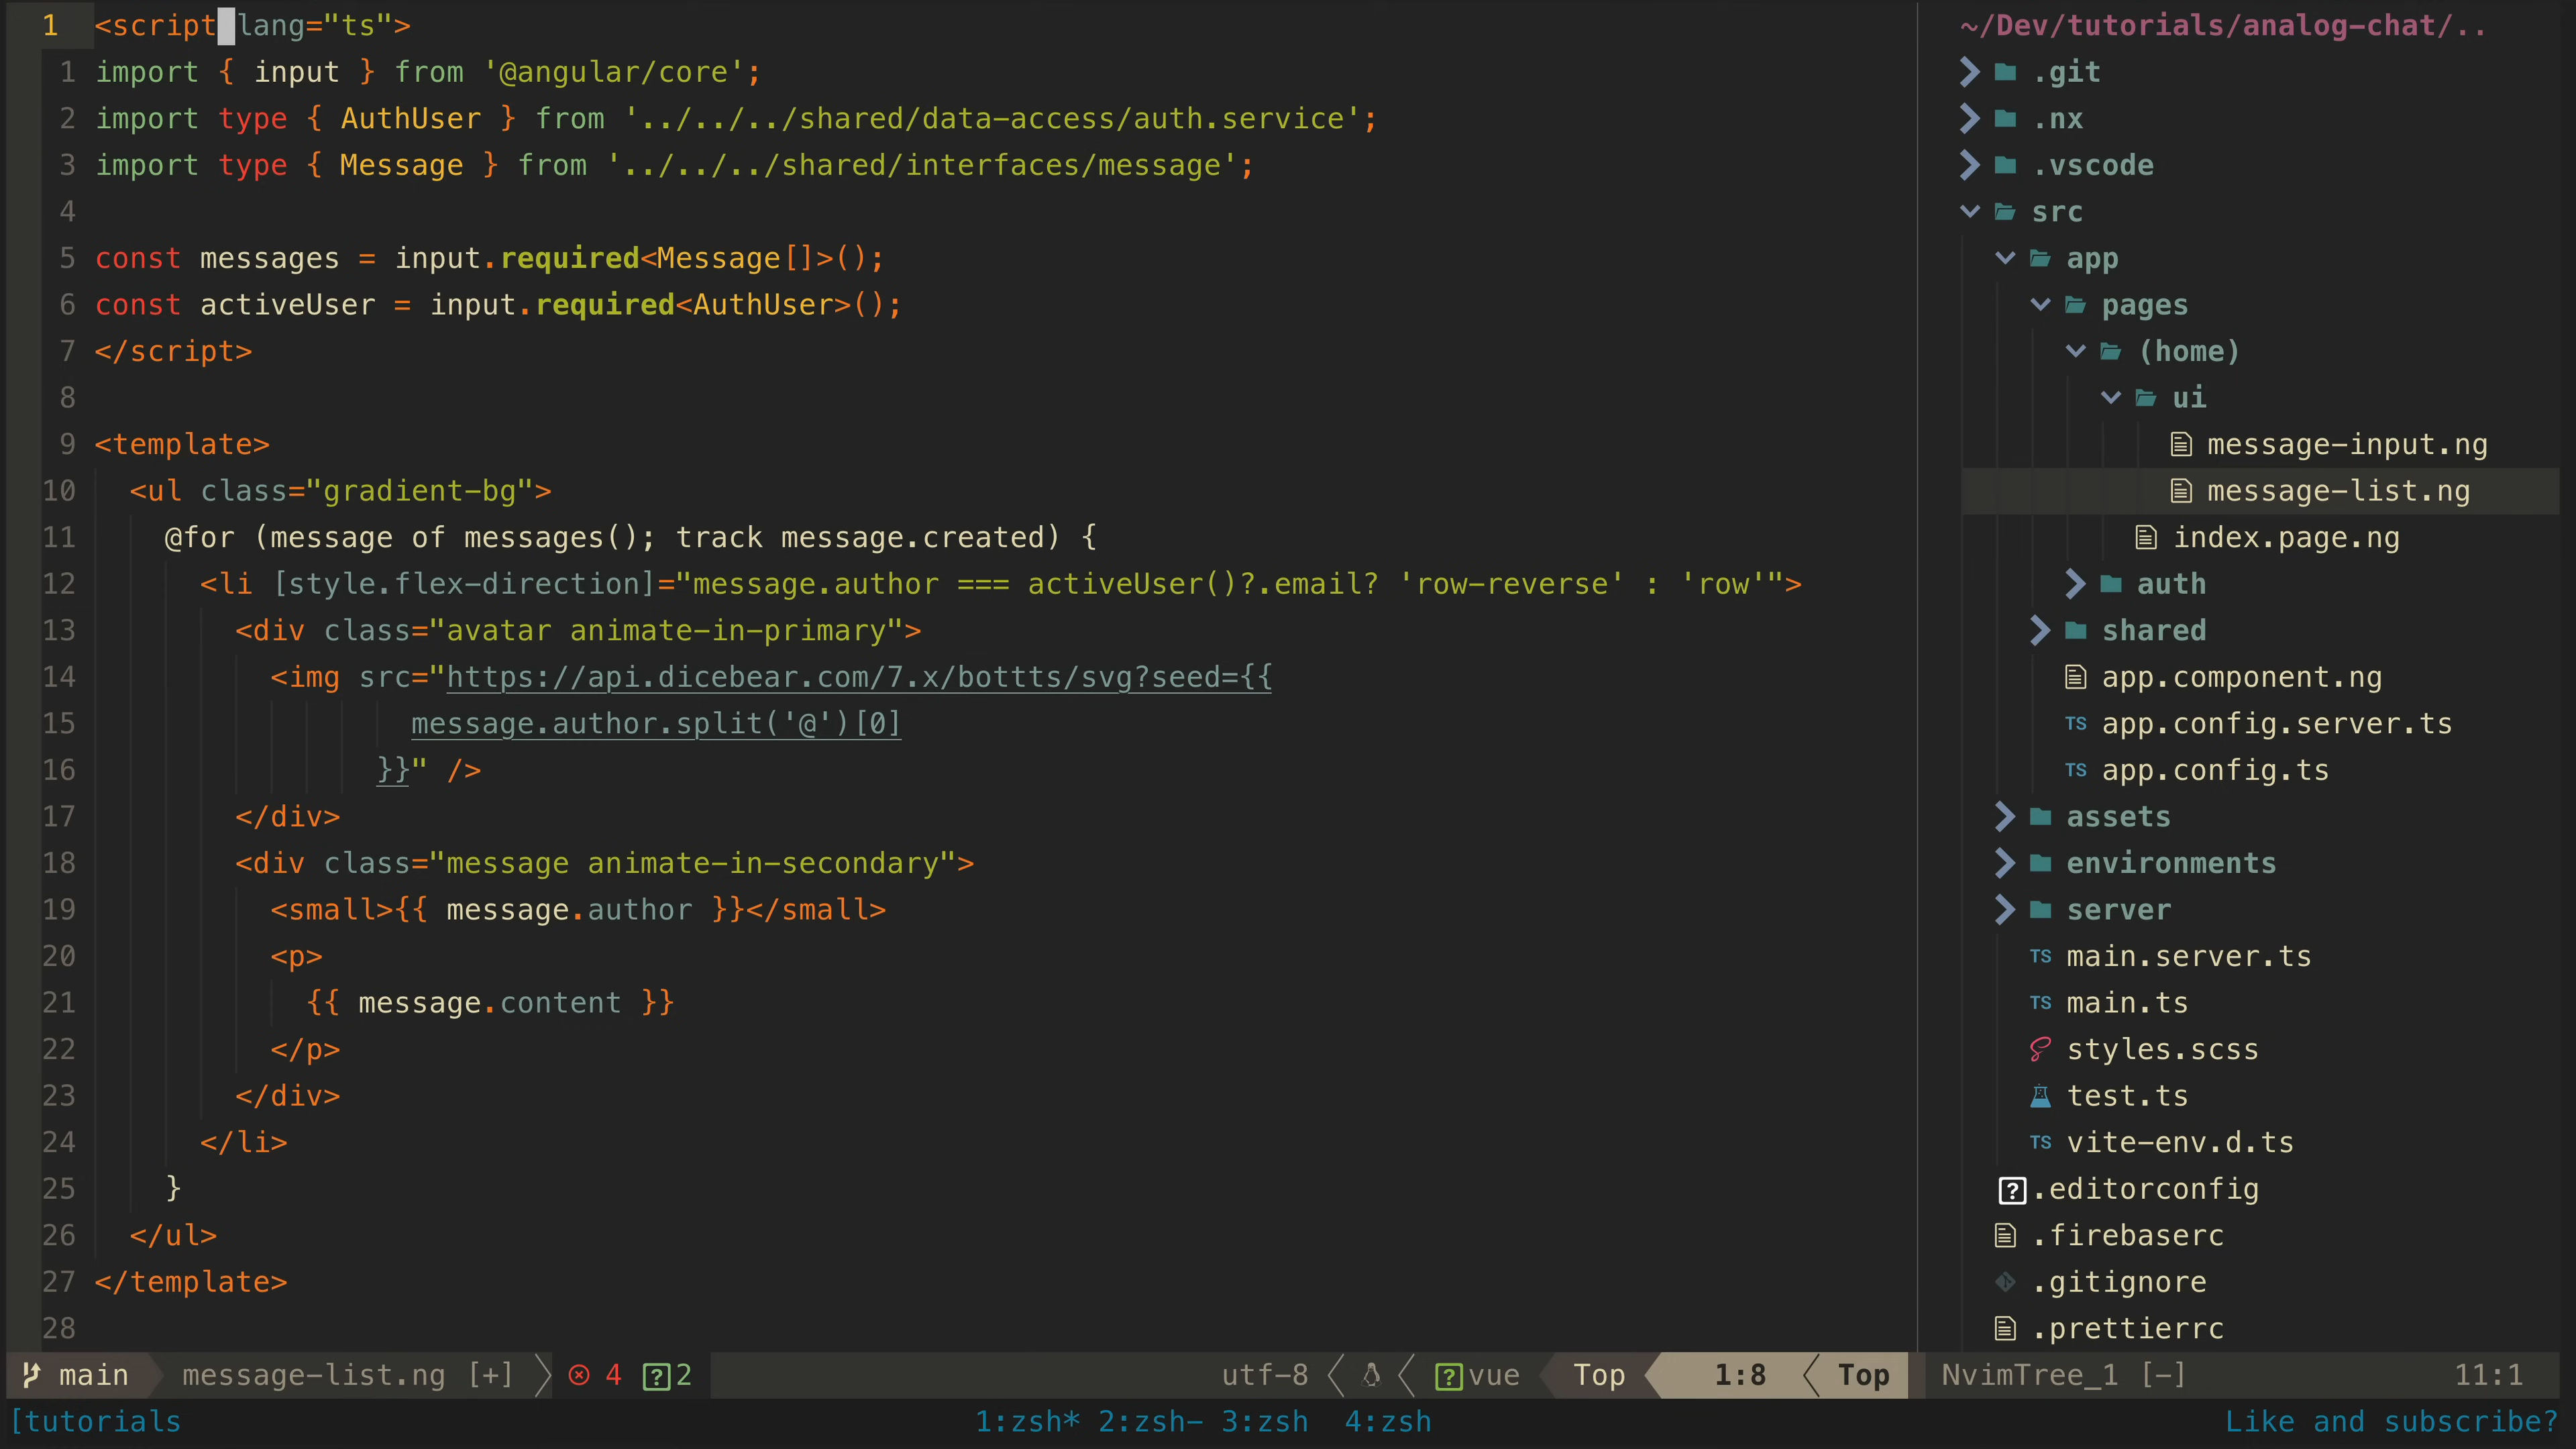 1 <script lang="ts">
1 import { input } from '@angular/core';
2 import type { AuthUser } from '../../../shared/data-access/auth.service';
3 import type { Message } from '../../../shared/interfaces/message';
4
5 const messages = input.required<Message[]>();
6 const activeUser = input.required<AuthUser>();
7 </script>
8
9 <template>
10 <ul class="gradient-bg">
11 @for (message of messages(); track message.created) {
12 <li [style.flex-direction]="message.author === activeUser()?.email? 'row-reverse' : 'row'">
13 <div class="avatar animate-in-primary">
14 <img src="https://api.dicebear.com/7.x/bottts/svg?seed={{
15 message.author.split('@')[0]
16 }}" />
17 </div>
18 <div class="message animate-in-secondary">
19 <small>{{ message.author }}</small>
20 <p>
21 {{ message.content }}
22 </p>
23 </div>
24 </li>
25 }
26 </ul>
27 </template>
28
~/Dev/tutorials/analog-chat/..
.git
.nx
.vscode
src
app
pages
(home)
ui
message-input.ng
message-list.ng
index.page.ng
auth
shared
app.component.ng
TS app.config.server.ts
TS app.config.ts
assets
environments
server
TS main.server.ts
TS main.ts
styles.scss
test.ts
TS vite-env.d.ts
.editorconfig
.firebaserc
.gitignore
.prettierrc
main message-list.ng [+] 4 ? 2 utf-8 ? vue Top 1:8 Top NvimTree_1 [-] 11:1
[tutorials 1:zsh* 2:zsh- 3:zsh 4:zsh Like and subscribe?